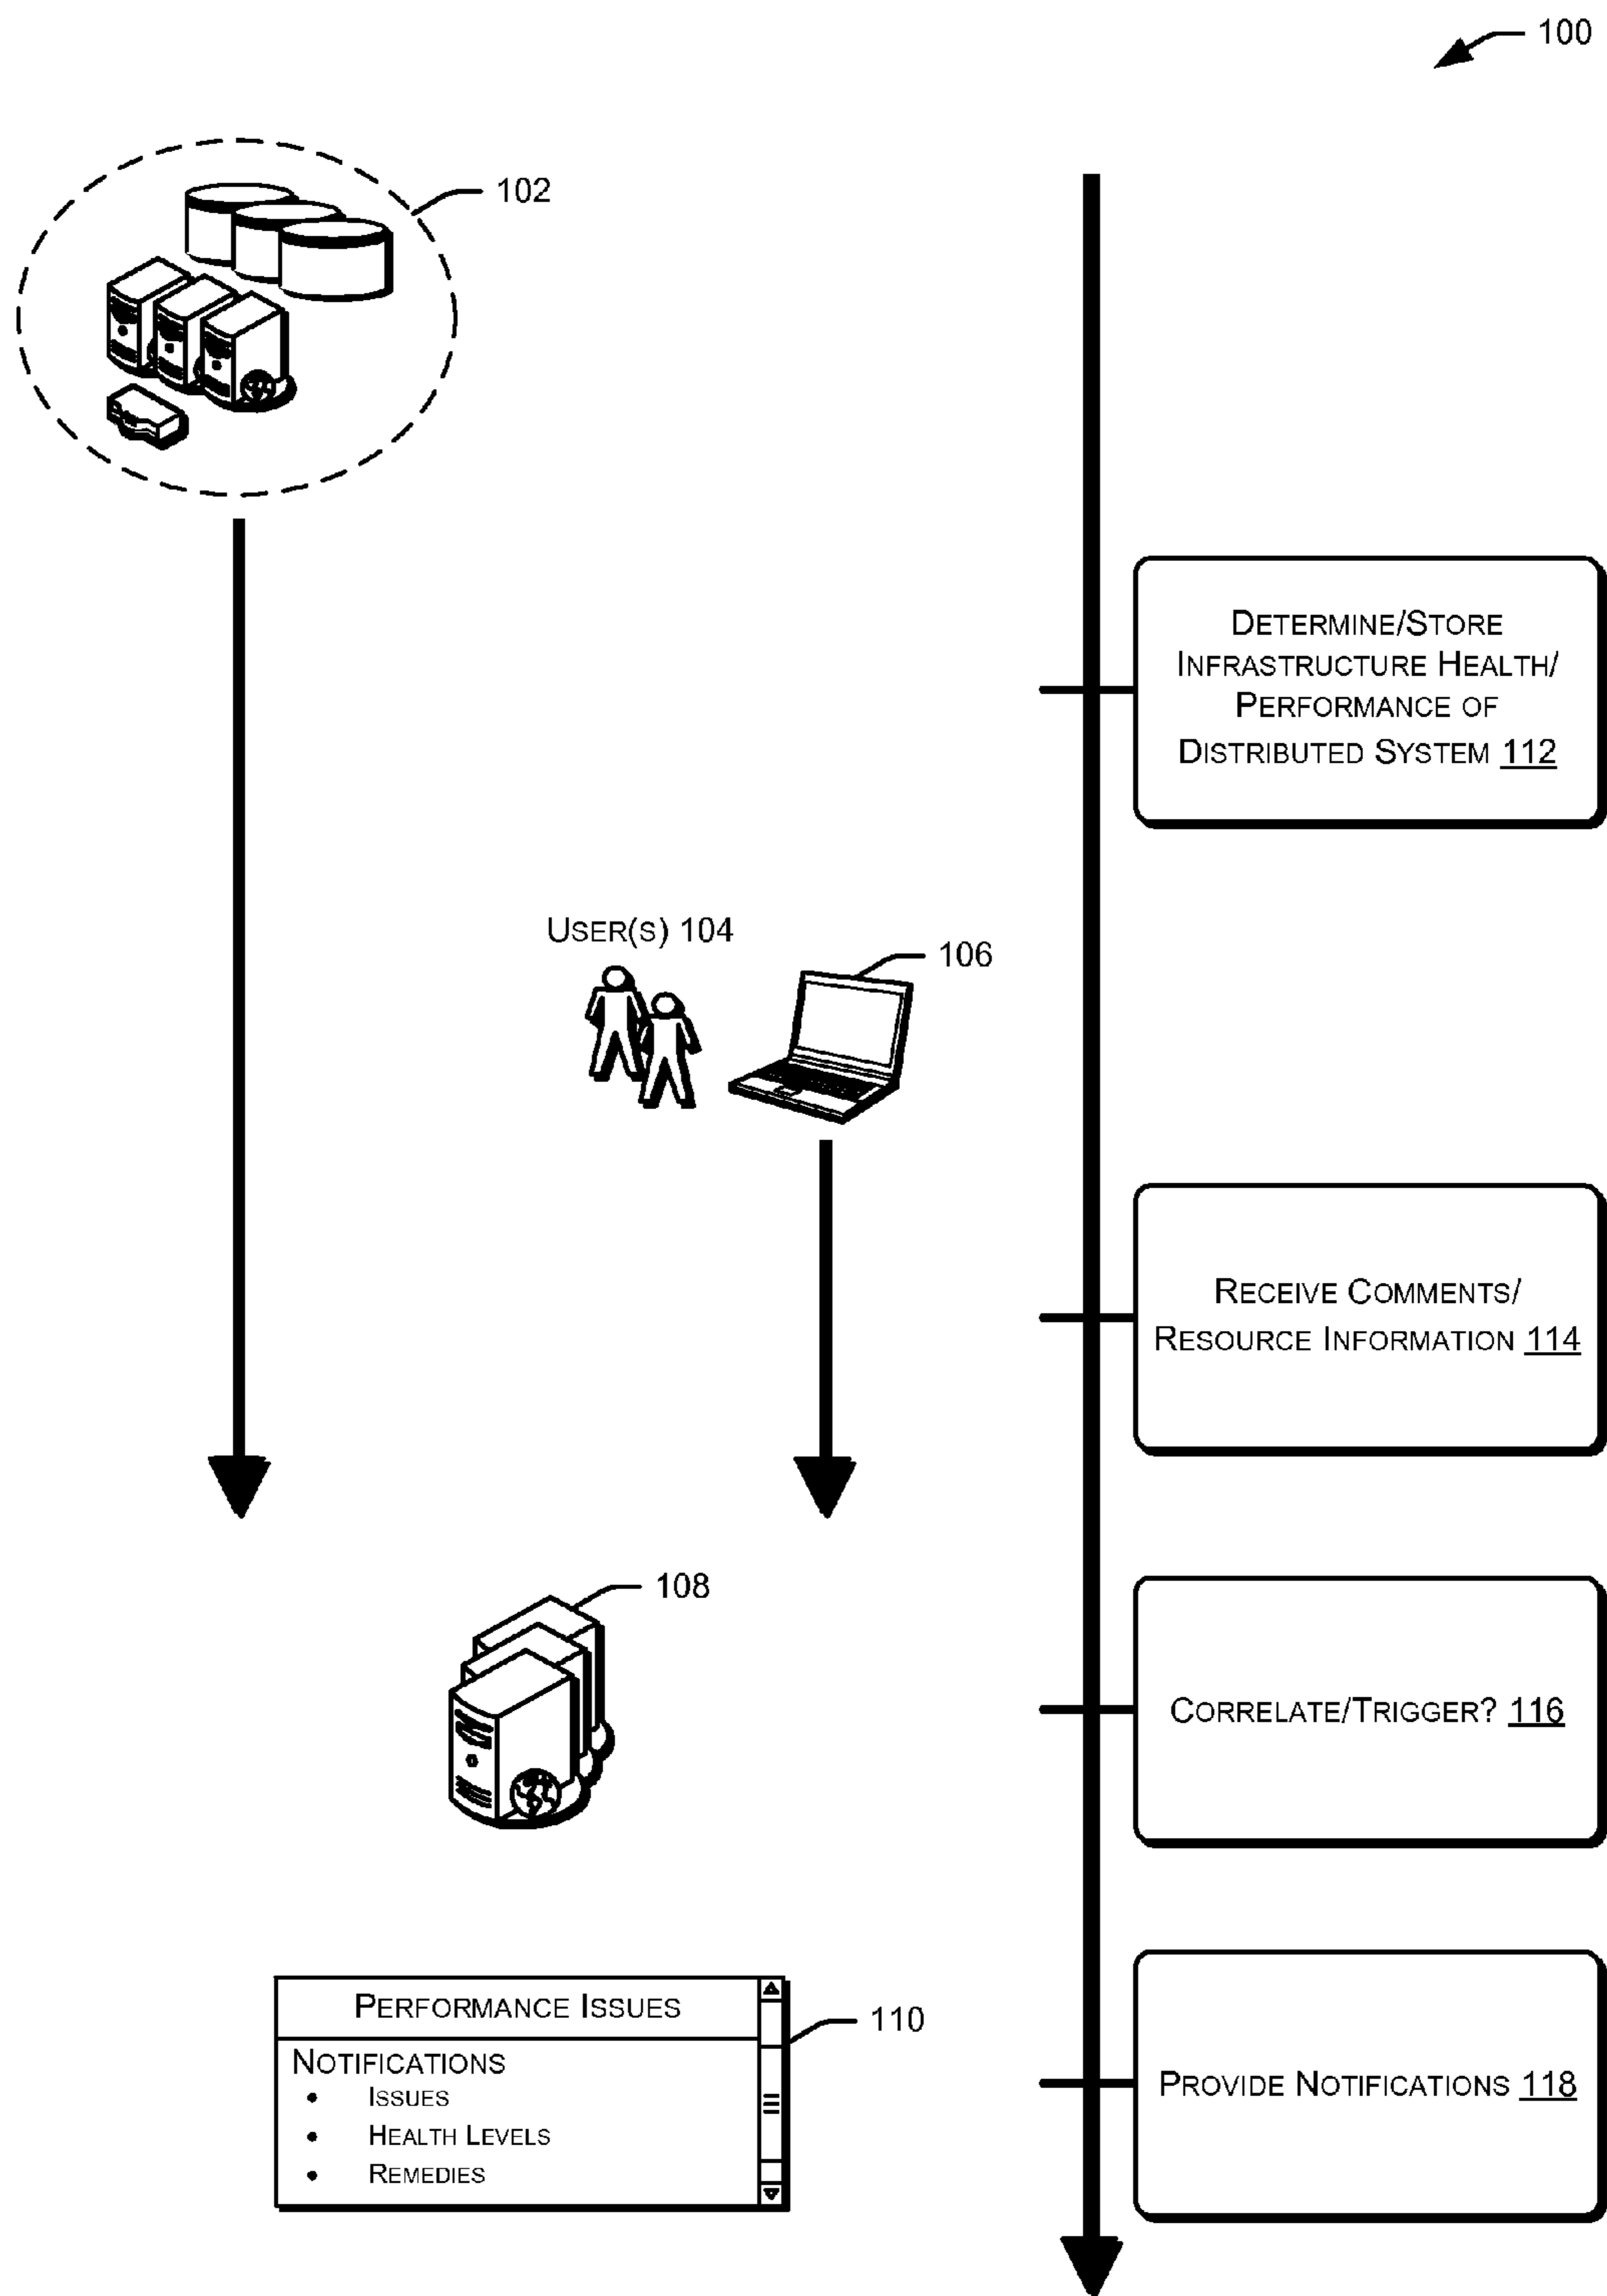 100
102
DETERMINE/STORE
INFRASTRUCTURE HEALTH/
PERFORMANCE OF
DISTRIBUTED SYSTEM 112
USER(S) 104
106
RECEIVE COMMENTS/
RESOURCE INFORMATION 114
108
CORRELATE/TRIGGER? 116
PERFORMANCE ISSUES
110
NOTIFICATIONS
• ISSUES
• HEALTH LEVELS
• REMEDIES
PROVIDE NOTIFICATIONS 118